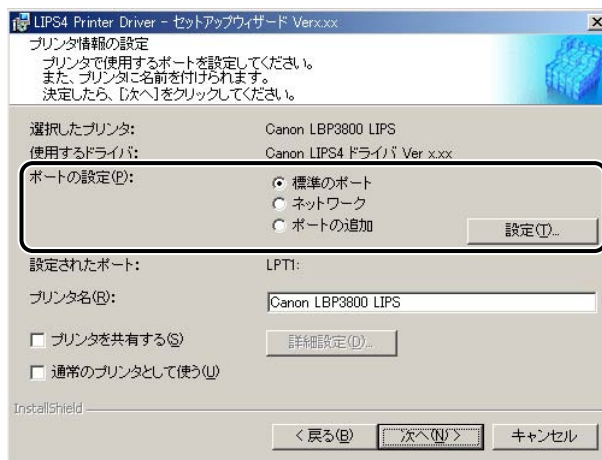 LIPS4 Printer Driver - セットアップウィザード Verx.xx
プリンタ情報の設定
プリンタで使用するポートを設定してください。
また、プリンタに名前を付けられます。
決定したら、[次へ]をクリックしてください。
選択したプリンタ: Canon LBP3800 LIPS
使用するドライバ: Canon LIPS4 ドライバ Ver x.xx
ポートの設定(P): 標準のポート
ネットワーク
ポートの追加 設定(T)...
設定されたポート: LPT1:
プリンタ名(R): Canon LBP3800 LIPS
プリンタを共有する(S) 詳細設定(D)...
通常のプリンタとして使う(U)
InstallShield
< 戻る(B) 次へ(N) > キャンセル